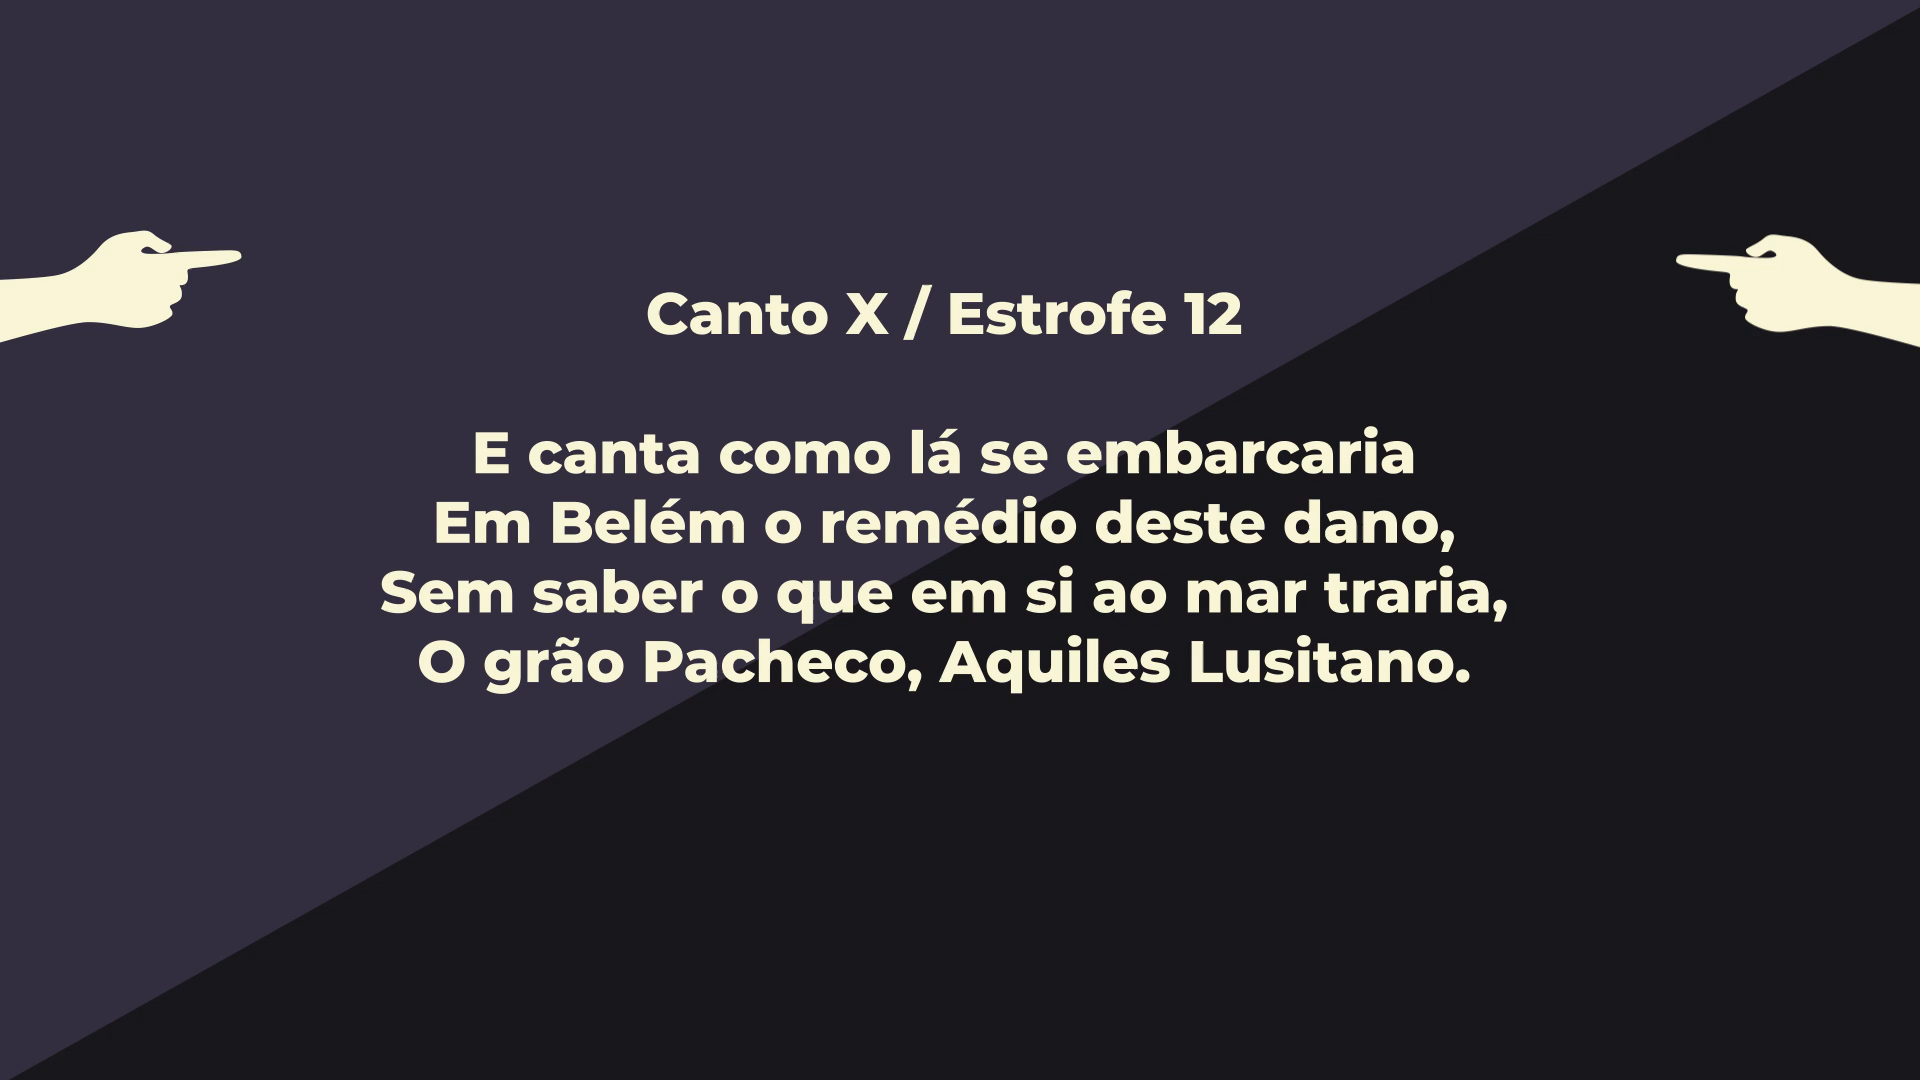 Canto X / Estrofe 12
E canta como lá se embarcaria
Em Belém o remédio deste dano,
Sem saber o que em si ao mar traria,
O grão Pacheco, Aquiles Lusitano.